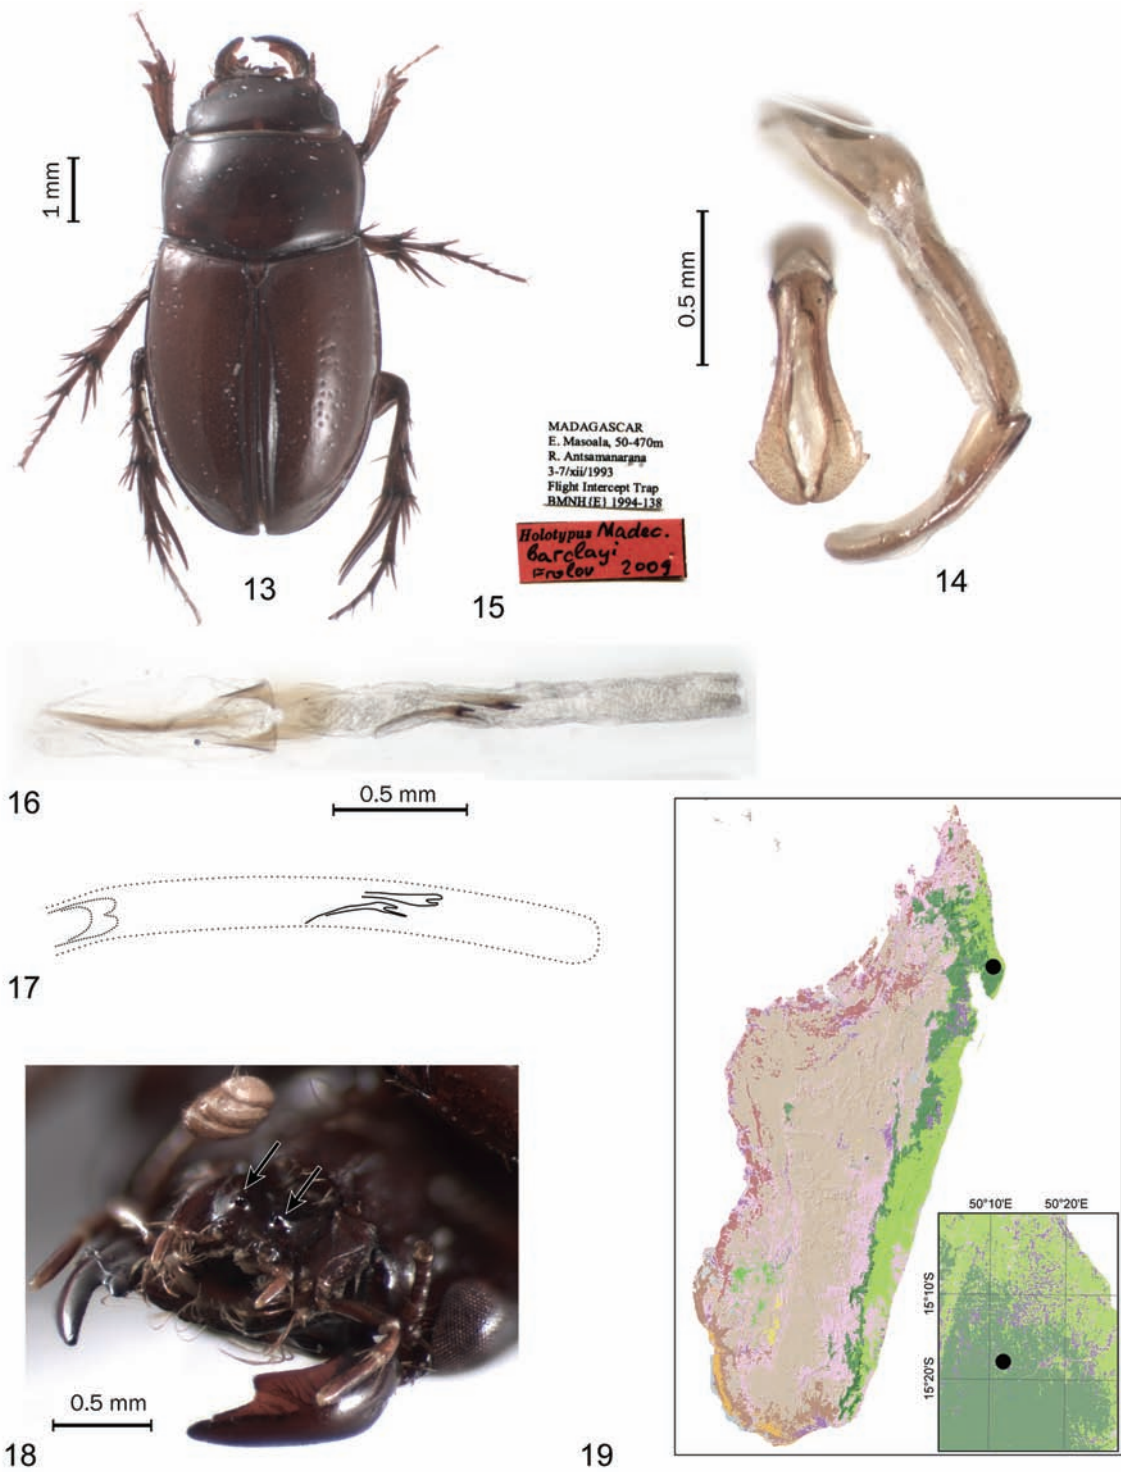 1 mm
13
0.5 mm
14
MADAGASCAR
E. Masoala, 50-470m
R. Antsamanarana
3-7/xii/1993
Flight Intercept Trap
BMNH{E} 1994-138
Holotypus Madec.
barclayi
Frolov 2009
15
16
0.5 mm
17
18
0.5 mm
19
50°10'E 50°20'E
15°10'S
15°20'S